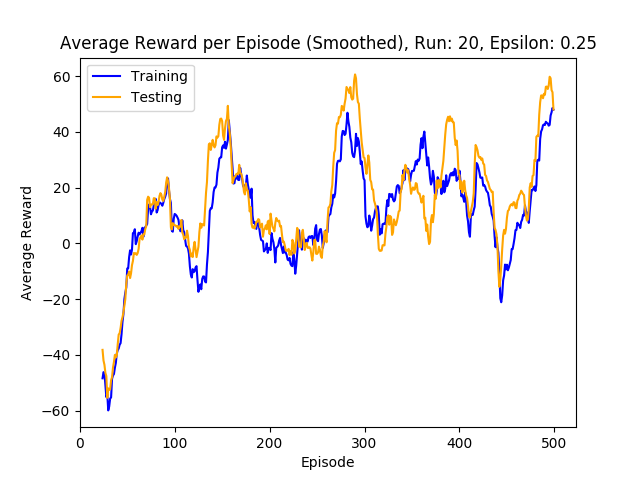 Average Reward per Episode (Smoothed), Run: 20, Epsilon: 0.25
Training
Testing
60
40
20
0
−20
−40
−60
Average Reward
0 100 200 300 400 500
Episode